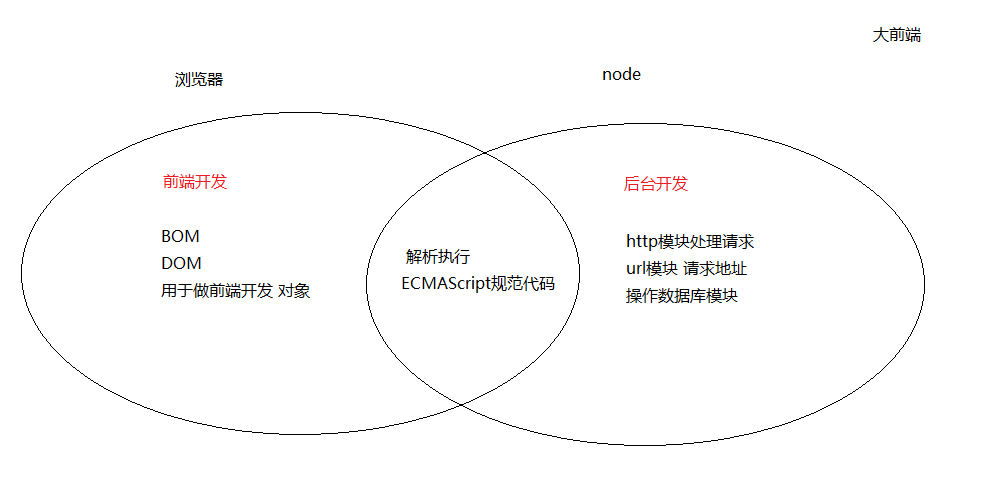 大前端
浏览器
node
前端开发
BOM
DOM
用于做前端开发 对象
解析执行
ECMAScript规范代码
后台开发
http模块处理请求
url模块 请求地址
操作数据库模块